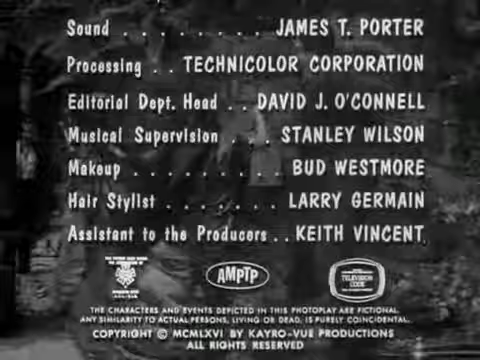 Sound . . . . . . . . JAMES T. PORTER
Processing . . TECHNICOLOR CORPORATION
Editorial Dept. Head . . DAVID J. O'CONNELL
Musical Supervision . . . STANLEY WILSON
Makeup . . . . . . . . . BUD WESTMORE
Hair Stylist . . . . . . . LARRY GERMAIN
Assistant to the Producers . . KEITH VINCENT
AMPTP
TELEVISION
CODE
THE CHARACTERS AND EVENTS DEPICTED IN THIS PHOTOPLAY ARE FICTIONAL.
ANY SIMILARITY TO ACTUAL PERSONS, LIVING OR DEAD, IS PURELY COINCIDENTAL.
COPYRIGHT © MCMLXVI BY KAYRO-VUE PRODUCTIONS
ALL RIGHTS RESERVED